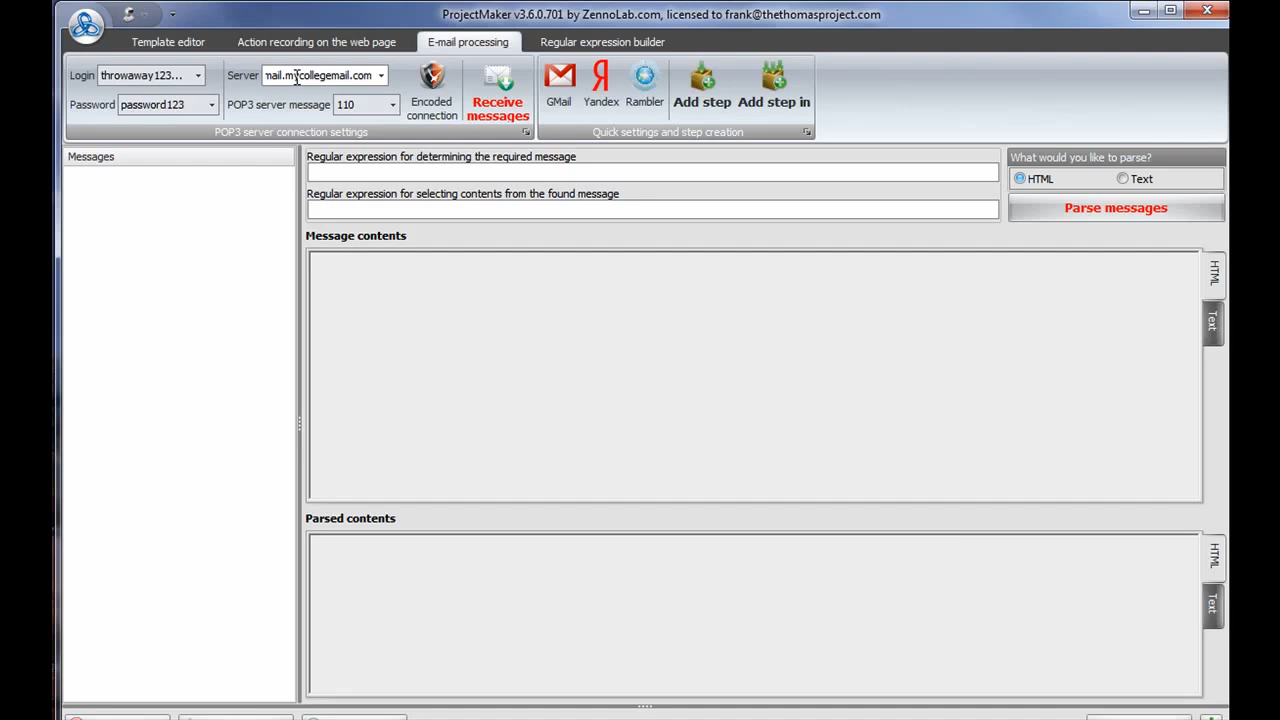 ProjectMaker v3.6.0.701 by ZennoLab.com, licensed to frank@thethomasproject.com
Template editor
Action recording on the web page
E-mail processing
Regular expression builder
Login throwaway123...
Server mail.mycollegemail.com
Password password123
POP3 server message 110
Encoded connection
Receive messages
POP3 server connection settings
GMail
Я
Yandex
Rambler
Add step
Add step in
Quick settings and step creation
Messages
Regular expression for determining the required message
Regular expression for selecting contents from the found message
What would you like to parse?
HTML
Text
Parse messages
Message contents
HTML
Text
Parsed contents
HTML
Text